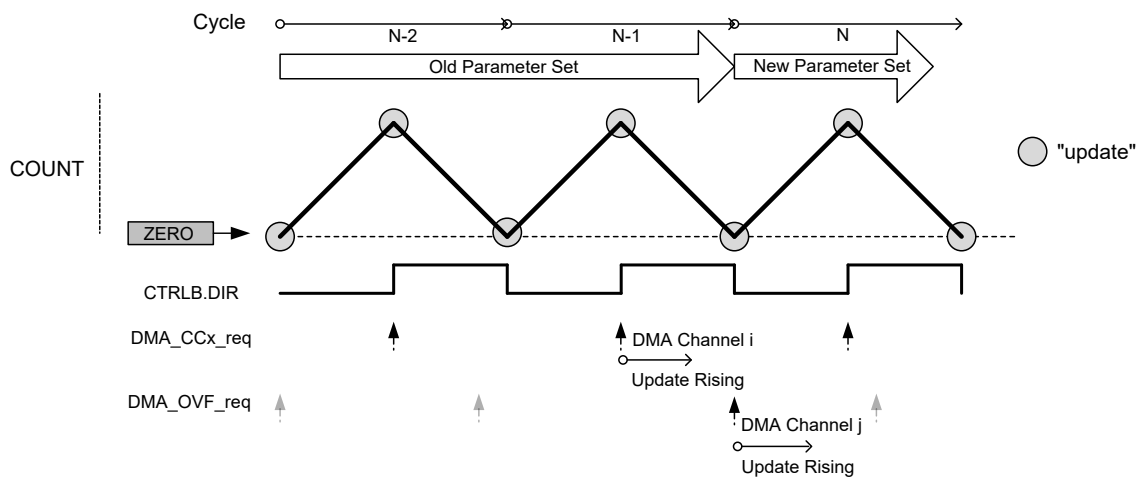 Cycle
N-2
N-1
N
Old Parameter Set
New Parameter Set
COUNT
"update"
ZERO
CTRLB.DIR
DMA_CCx_req
DMA Channel i
Update Rising
DMA_OVF_req
DMA Channel j
Update Rising